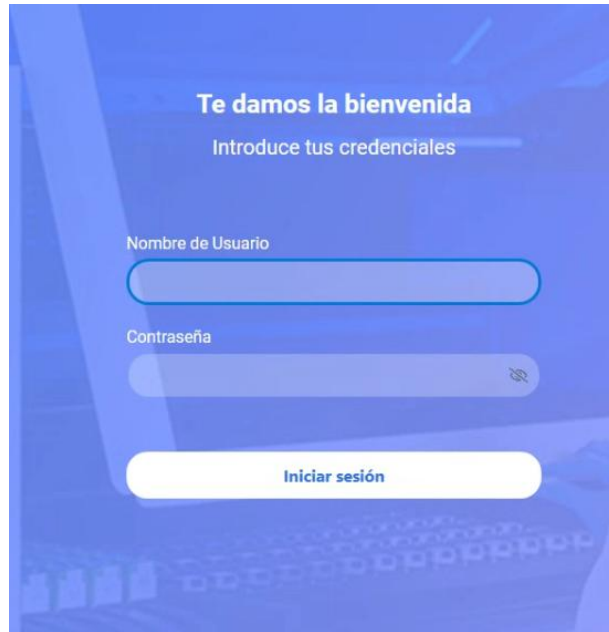 Te damos la bienvenida
Introduce tus credenciales
Nombre de Usuario
Contraseña
Iniciar sesión